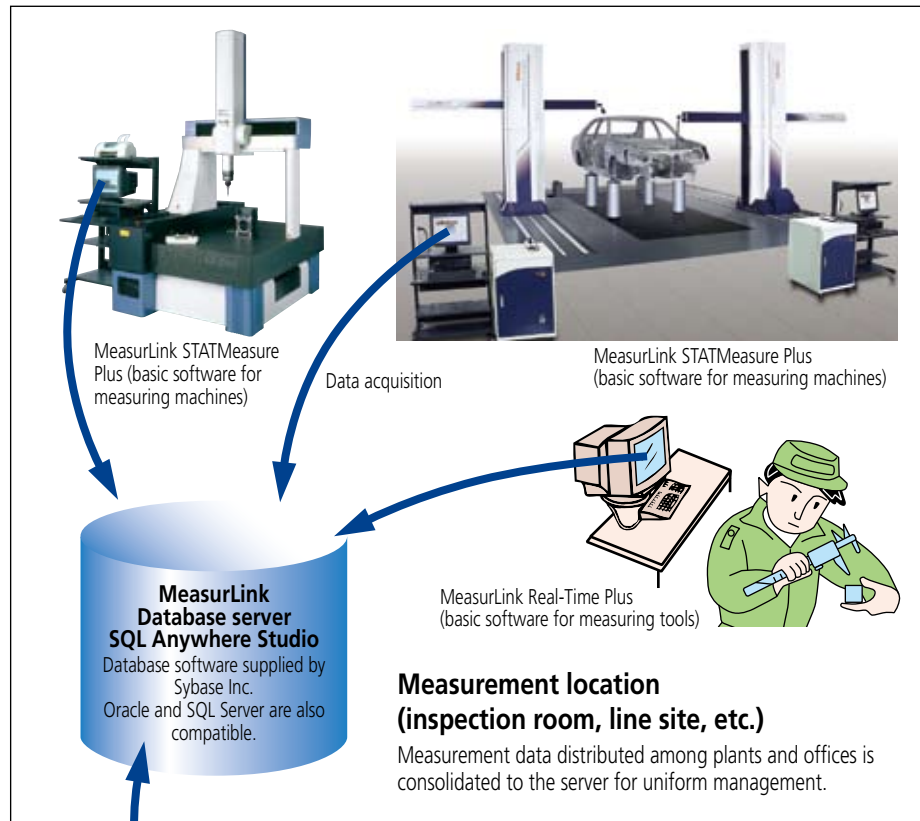 MeasurLink STATMeasure
Plus (basic software for
measuring machines)
Data acquisition
MeasurLink STATMeasure Plus
(basic software for measuring machines)
MeasurLink Real-Time Plus
(basic software for measuring tools)
MeasurLink
Database server
SQL Anywhere Studio
Database software supplied by
Sybase Inc.
Oracle and SQL Server are also
compatible.
Measurement location
(inspection room, line site, etc.)
Measurement data distributed among plants and offices is
consolidated to the server for uniform management.